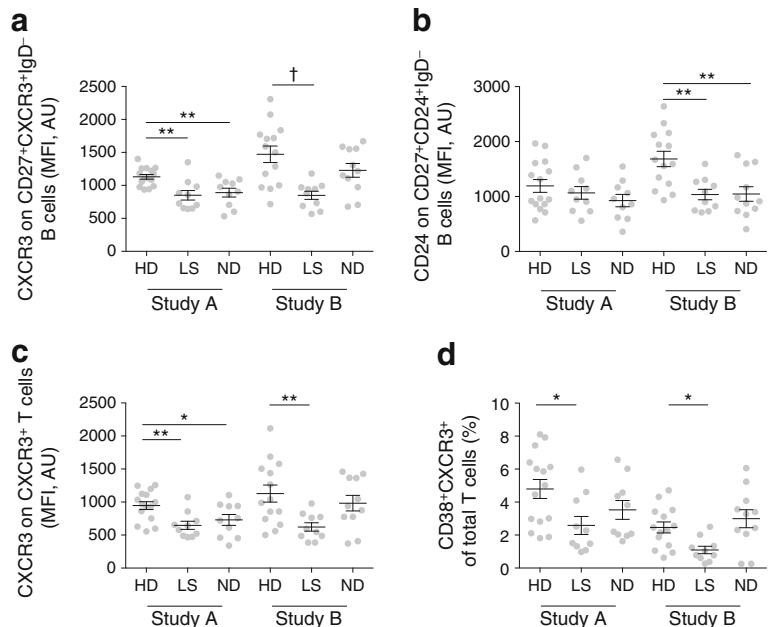 a
CXCR3 on CD27⁺CXCR3⁺IgD⁻
B cells (MFI, AU)
2500
2000
1500
1000
500
0
**
**
†
HD LS ND HD LS ND
Study A Study B
b
CD24 on CD27⁺CD24⁺IgD⁻
B cells (MFI, AU)
3000
2000
1000
0
**
**
HD LS ND HD LS ND
Study A Study B
c
CXCR3 on CXCR3⁺ T cells
(MFI, AU)
2500
2000
1500
1000
500
0
*
**
**
HD LS ND HD LS ND
Study A Study B
d
CD38⁺CXCR3⁺
of total T cells (%)
10
8
6
4
2
0
*
*
HD LS ND HD LS ND
Study A Study B